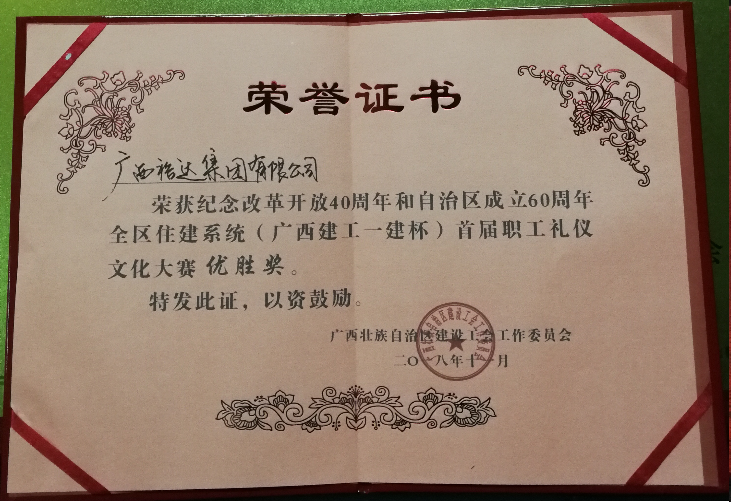 荣誉证书
广西裕达集团有限公司
荣获纪念改革开放40周年和自治区成立60周年
全区住建系统（广西建工一建杯）首届职工礼仪
文化大赛优胜奖。
特发此证，以资鼓励。
广西壮族自治区建设工会工作委员会
二〇一八年十一月